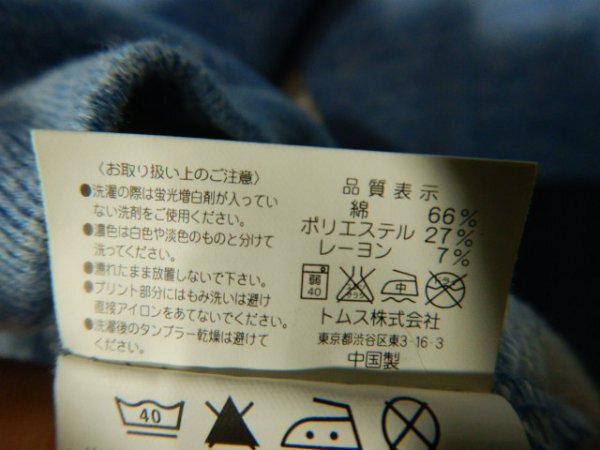 〈お取り扱い上のご注意〉
●洗濯の際は蛍光増白剤が入ってい
ない洗剤をご使用ください。
●濃色は白色や淡色のものと分けて
洗ってください。
●濡れたまま放置しないで下さい。
●プリント部分にはもみ洗いは避け
直接アイロンをあてないでください。
●洗濯後のタンブラー乾燥は避けて
ください。
品質表示
綿 66%
ポリエステル 27%
レーヨン 7%
弱
40
中
トムス株式会社
東京都渋谷区東3-16-3
中国製
40